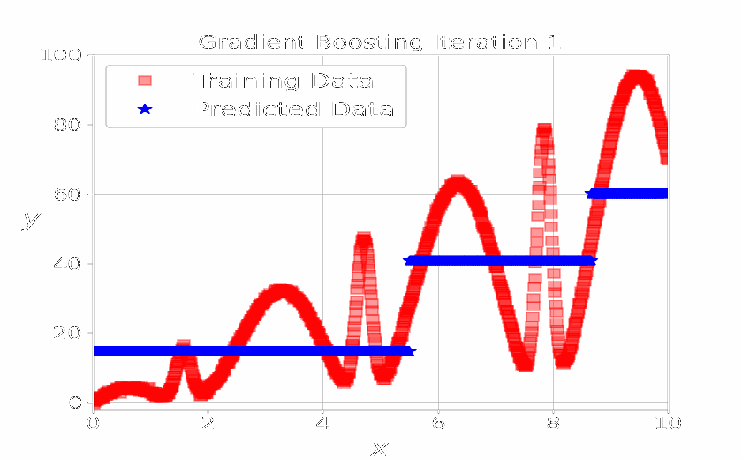 Gradient Boosting Iteration 1
100
Training Data
Predicted Data
80
60
y
40
20
0
0 2 4 6 8 10
x